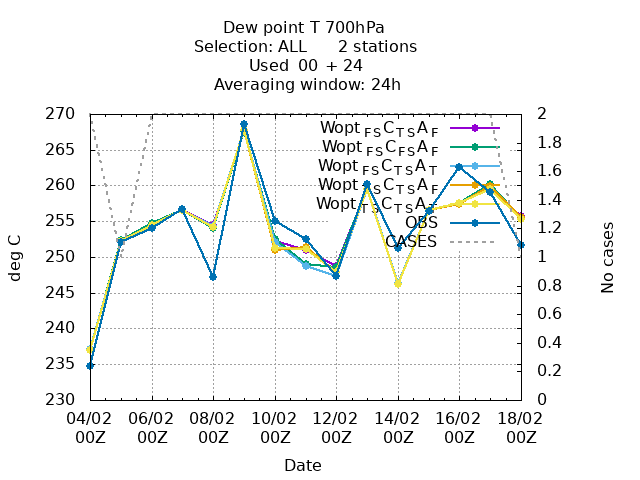 Dew point T 700hPa
Selection: ALL 2 stations
Used 00 + 24
Averaging window: 24h
270
265
260
255
250
245
240
235
230
deg C
2
1.8
1.6
1.4
1.2
1
0.8
0.6
0.4
0.2
0
No cases
Wopt FS C TS A F
Wopt FS C FS A F
Wopt FS C TS A T
Wopt FS C TS A F
Wopt FS C TS A T
OBS
CASES
04/02 06/02 08/02 10/02 12/02 14/02 16/02 18/02
00Z 00Z 00Z 00Z 00Z 00Z 00Z 00Z
Date